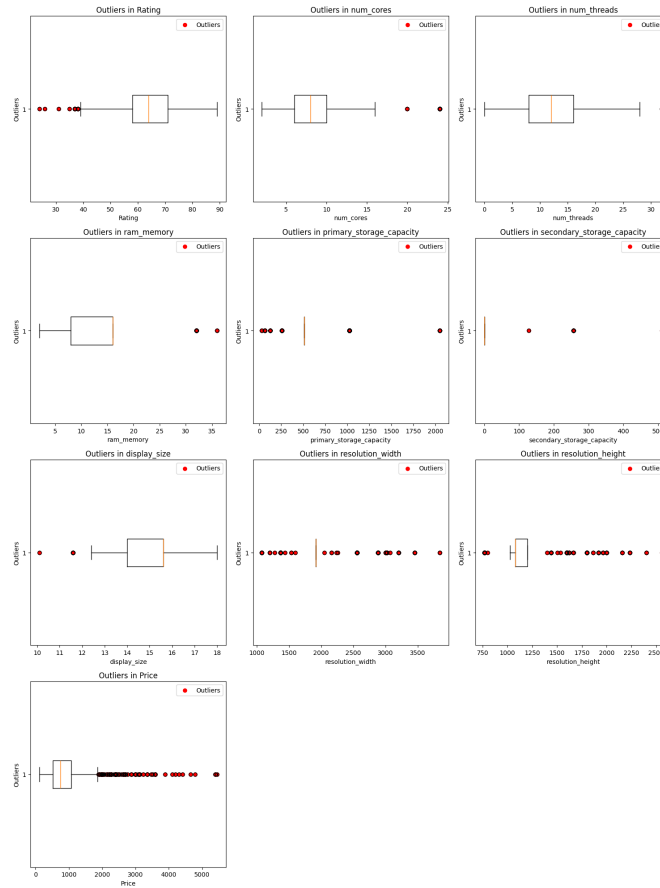 Outliers in Rating
Outliers
Outliers
1
30 40 50 60 70 80 90
Rating
Outliers in num_cores
Outliers
Outliers
1
5 10 15 20 25
num_cores
Outliers in num_threads
Outliers
1
0 5 10 15 20 25 30
num_threads
Outliers in ram_memory
Outliers
Outliers
1
5 10 15 20 25 30 35
ram_memory
Outliers in primary_storage_capacity
Outliers
Outliers
1
0 250 500 750 1000 1250 1500 1750 2000
primary_storage_capacity
Outliers in secondary_storage_capacity
Outliers
1
0 100 200 300 400
secondary_storage_capacity
Outliers in display_size
Outliers
Outliers
1
10 11 12 13 14 15 16 17 18
display_size
Outliers in resolution_width
Outliers
Outliers
1
1000 1500 2000 2500 3000 3500
resolution_width
Outliers in resolution_height
Outliers
1
750 1000 1250 1500 1750 2000 2250
resolution_height
Outliers in Price
Outliers
Outliers
1
0 1000 2000 3000 4000 5000
Price